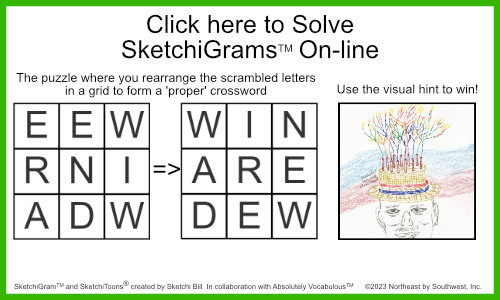 Click here to Solve
SketchiGrams™ On-line
The puzzle where you rearrange the scrambled letters
in a grid to form a 'proper' crossword
Use the visual hint to win!
E E W
R N I
A D W
=>
W I N
A R E
D E W
SketchiGram™ and SketchiToons® created by Sketchi Bill In collaboration with Absolutely Vocabulous™ ©2023 Northeast by Southwest, Inc.